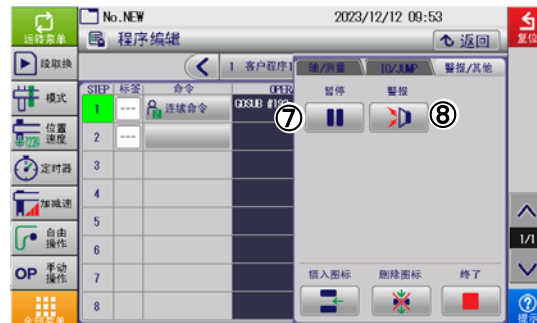 No.NEW 2023/12/12 09:53
运转菜单
复位
程序编辑
返回
段取换
1 客户程序1
轴/测量
IO/JUMP
警报/其他
STEP 标签 命令
暂停 警报
模式
1 --- 连续命令 GOSUB
⑦ ⑧
位置
速度
2 ---
定时器
3
加减速
4
5
自由
操作
6
1/1
OP 手动
操作
7
插入图标 删除图标 终了
8
提示